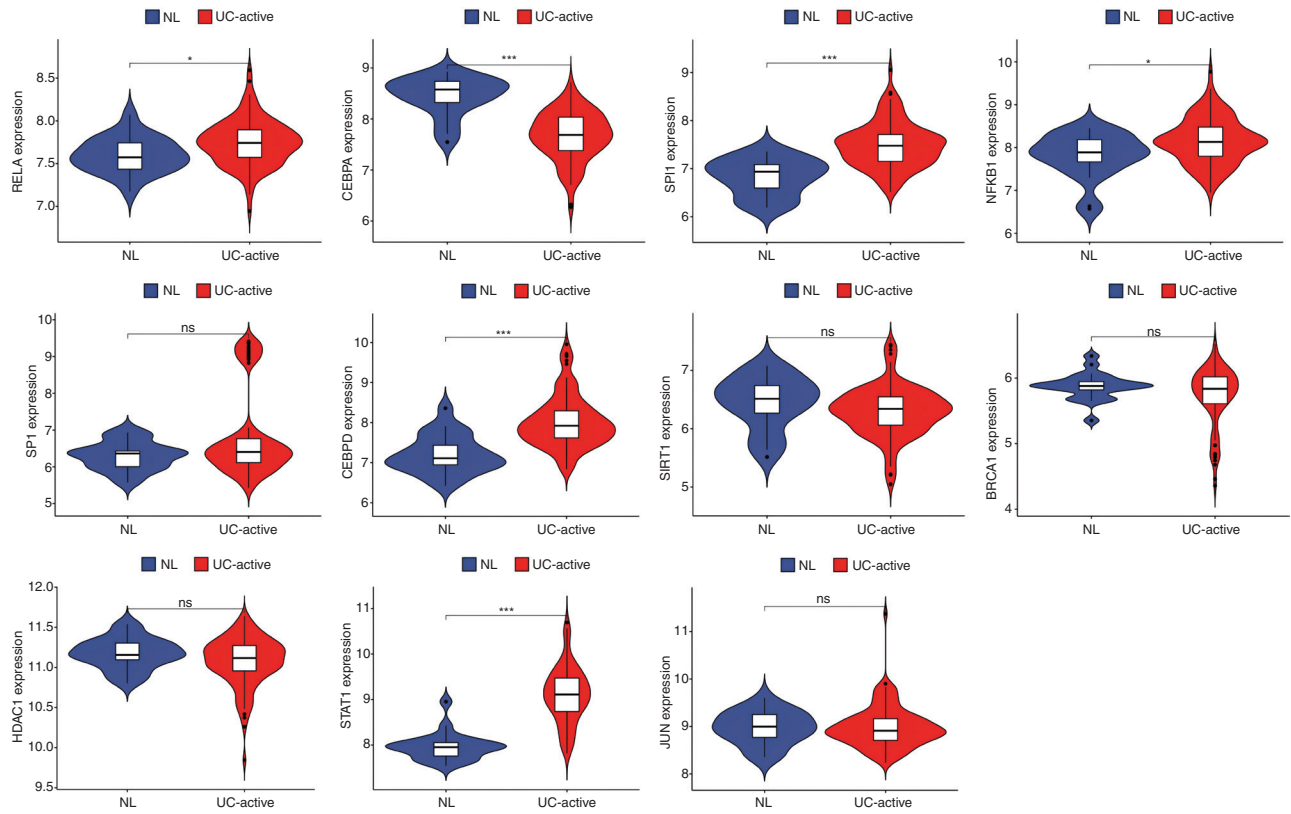 NL UC-active
RELA expression
8.5
8.0
7.5
7.0
*
NL UC-active
NL UC-active
CEBPA expression
9
8
7
6
***
NL UC-active
NL UC-active
SPI1 expression
9
8
7
6
***
NL UC-active
NL UC-active
NFKB1 expression
10
9
8
7
6
*
NL UC-active
NL UC-active
SP1 expression
10
9
8
7
6
5
ns
NL UC-active
NL UC-active
CEBPD expression
10
9
8
7
6
***
NL UC-active
NL UC-active
SIRT1 expression
7
6
5
ns
NL UC-active
NL UC-active
BRCA1 expression
6
5
4
ns
NL UC-active
NL UC-active
HDAC1 expression
12.0
11.5
11.0
10.5
10.0
9.5
ns
NL UC-active
NL UC-active
STAT1 expression
11
10
9
8
***
NL UC-active
NL UC-active
JUN expression
11
10
9
8
ns
NL UC-active